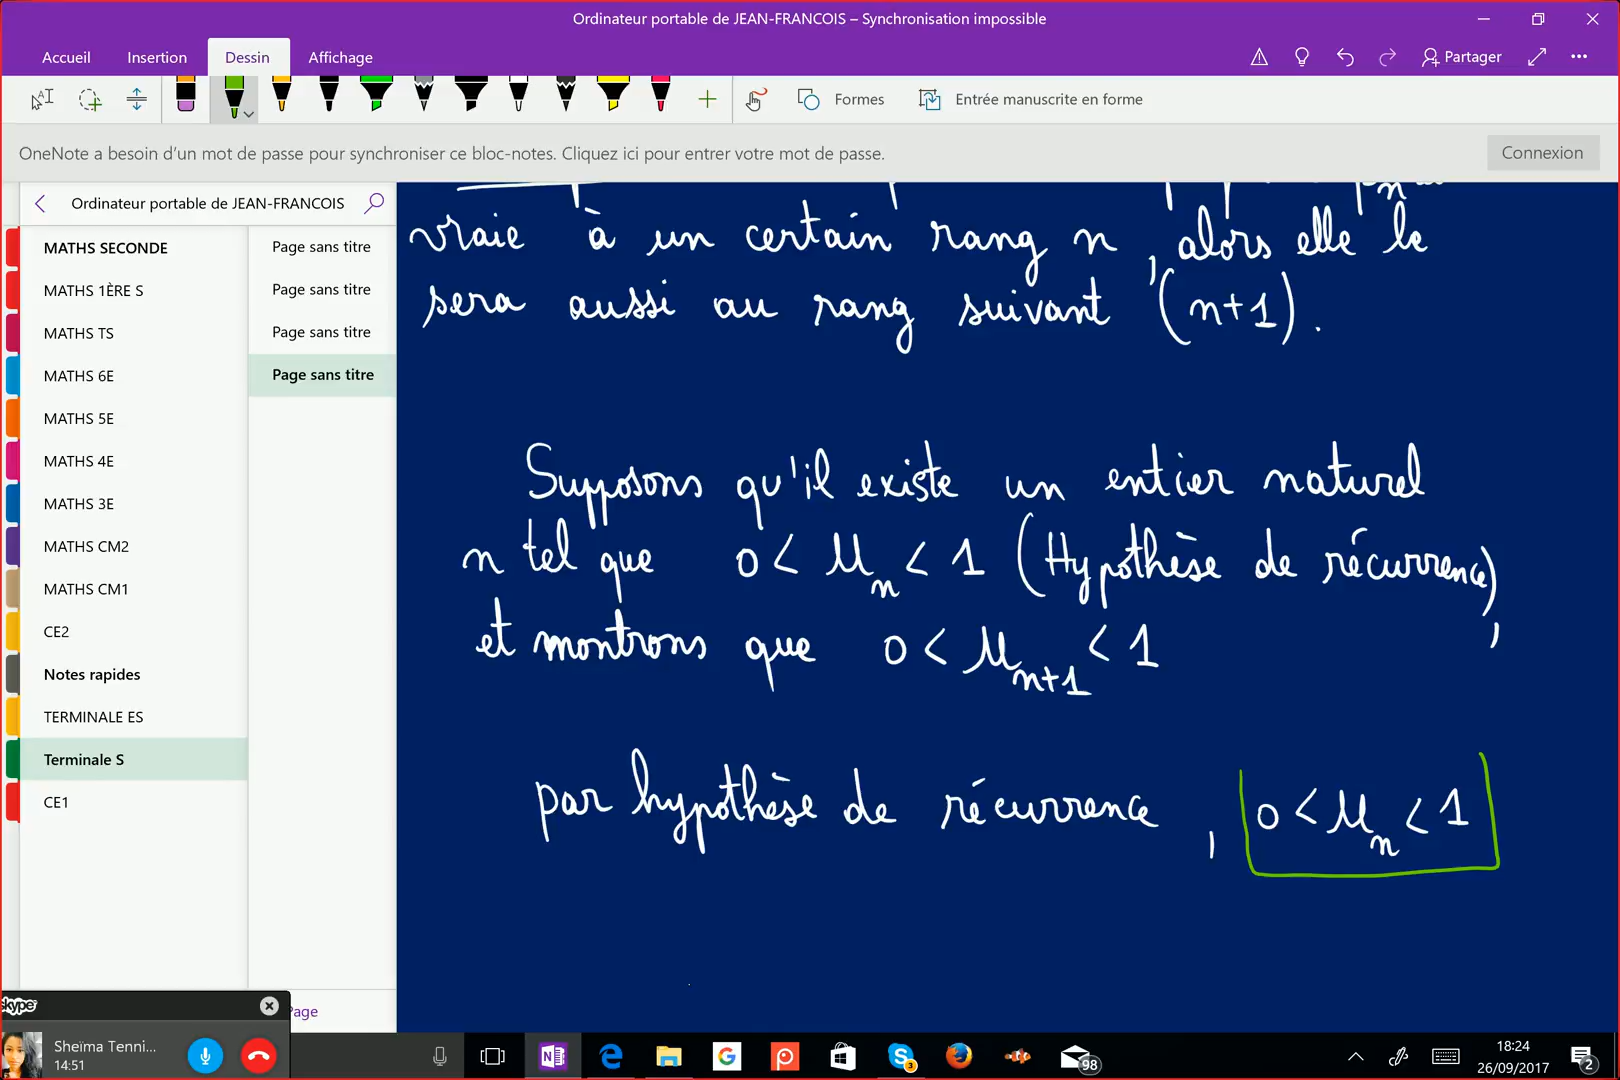 Ordinateur portable de JEAN-FRANCOIS – Synchronisation impossible
Accueil Insertion Dessin Affichage Partager
Formes Entrée manuscrite en forme
OneNote a besoin d'un mot de passe pour synchroniser ce bloc-notes. Cliquez ici pour entrer votre mot de passe. Connexion
Ordinateur portable de JEAN-FRANCOIS
MATHS SECONDE
MATHS 1ÈRE S
MATHS TS
MATHS 6E
MATHS 5E
MATHS 4E
MATHS 3E
MATHS CM2
MATHS CM1
CE2
Notes rapides
TERMINALE ES
Terminale S
CE1
Page sans titre
Page sans titre
Page sans titre
Page sans titre
Page
vraie à un certain rang n, alors elle le
sera aussi au rang suivant (n+1).
Supposons qu'il existe un entier naturel
n tel que 0 < u_n < 1 (Hypothèse de récurrence),
et montrons que 0 < u_{n+1} < 1
par hypothèse de récurrence, 0 < u_n < 1
skype
Sheïma Tenni...
14:51
3
98
18:24
26/09/2017
2